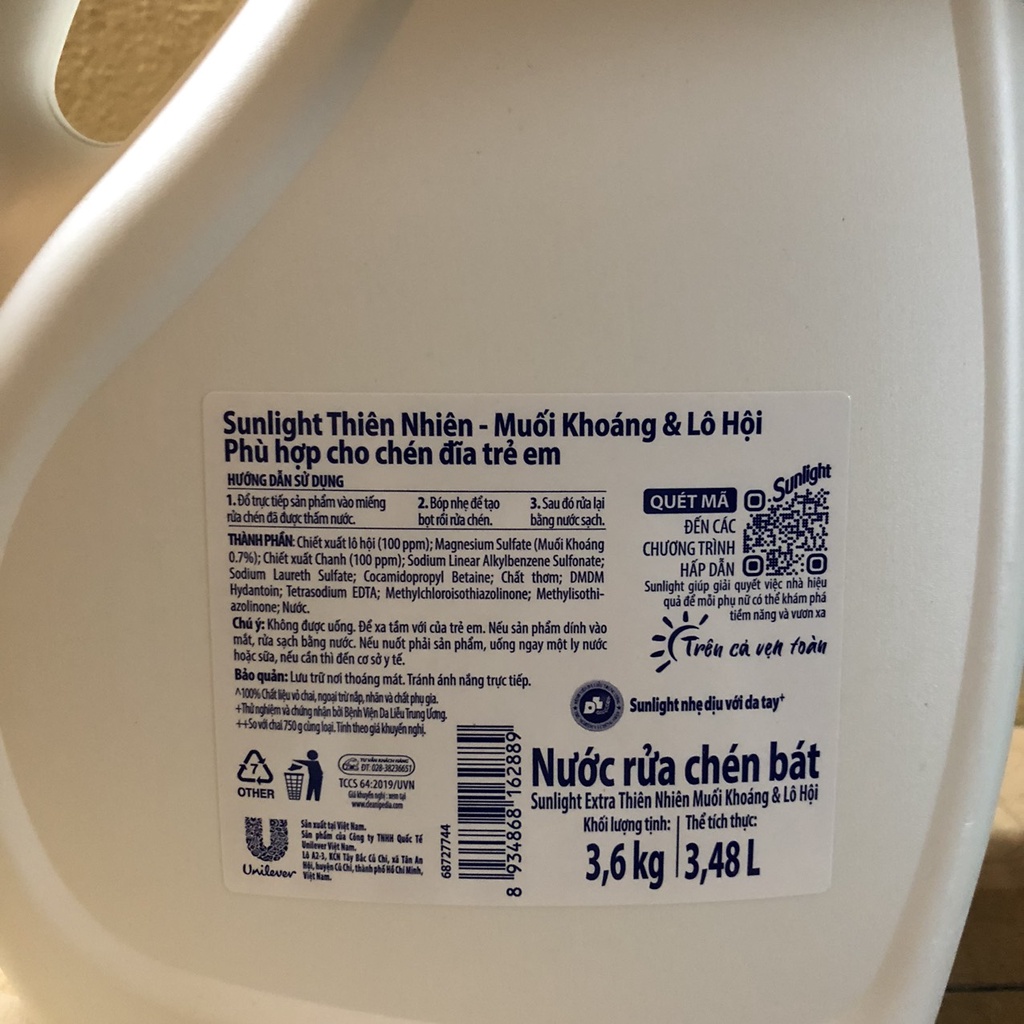 Sunlight Thiên Nhiên - Muối Khoáng & Lô Hội
Phù hợp cho chén đĩa trẻ em
HƯỚNG DẪN SỬ DỤNG
1. Đổ trực tiếp sản phẩm vào miếng
rửa chén đã được thấm nước.
2. Bóp nhẹ để tạo
bọt rồi rửa chén.
3. Sau đó rửa lại
bằng nước sạch.
THÀNH PHẦN: Chiết xuất lô hội (100 ppm); Magnesium Sulfate (Muối Khoáng
0.7%); Chiết xuất Chanh (100 ppm); Sodium Linear Alkylbenzene Sulfonate;
Sodium Laureth Sulfate; Cocamidopropyl Betaine; Chất thơm; DMDM
Hydantoin; Tetrasodium EDTA; Methylchloroisothiazolinone; Methylisothi-
azolinone; Nước.
Chú ý: Không được uống. Để xa tầm với của trẻ em. Nếu sản phẩm dính vào
mắt, rửa sạch bằng nước. Nếu nuốt phải sản phẩm, uống ngay một ly nước
hoặc sữa, nếu cần thì đến cơ sở y tế.
Bảo quản: Lưu trữ nơi thoáng mát. Tránh ánh nắng trực tiếp.
^100% Chất liệu vỏ chai, ngoại trừ nắp, nhãn và chất phụ gia.
+Thử nghiệm và chứng nhận bởi Bệnh Viện Da Liễu Trung Ương.
++So với chai 750 g cùng loại. Tính theo giá khuyến nghị.
Sunlight
QUÉT MÃ
ĐẾN CÁC
CHƯƠNG TRÌNH
HẤP DẪN
Sunlight giúp giải quyết việc nhà hiệu
quả để mỗi phụ nữ có thể khám phá
tiềm năng và vươn xa
Trên cả vẹn toàn
Sunlight nhẹ dịu với da tay+
7
OTHER
TƯ VẤN KHÁCH HÀNG
ĐT: 028-38236651
TCCS 64:2019/UVN
Giá khuyến nghị: xem tại
www.cleanipedia.com
Unilever
Sản xuất tại Việt Nam.
Sản phẩm của Công ty TNHH Quốc Tế
Unilever Việt Nam.
Lô A2-3, KCN Tây Bắc Củ Chi, xã Tân An
Hội, huyện Củ Chi, thành phố Hồ Chí Minh,
Việt Nam.
68727744
8 934868 162889
Nước rửa chén bát
Sunlight Extra Thiên Nhiên Muối Khoáng & Lô Hội
Khối lượng tịnh:
3,6 kg
Thể tích thực:
3,48 L